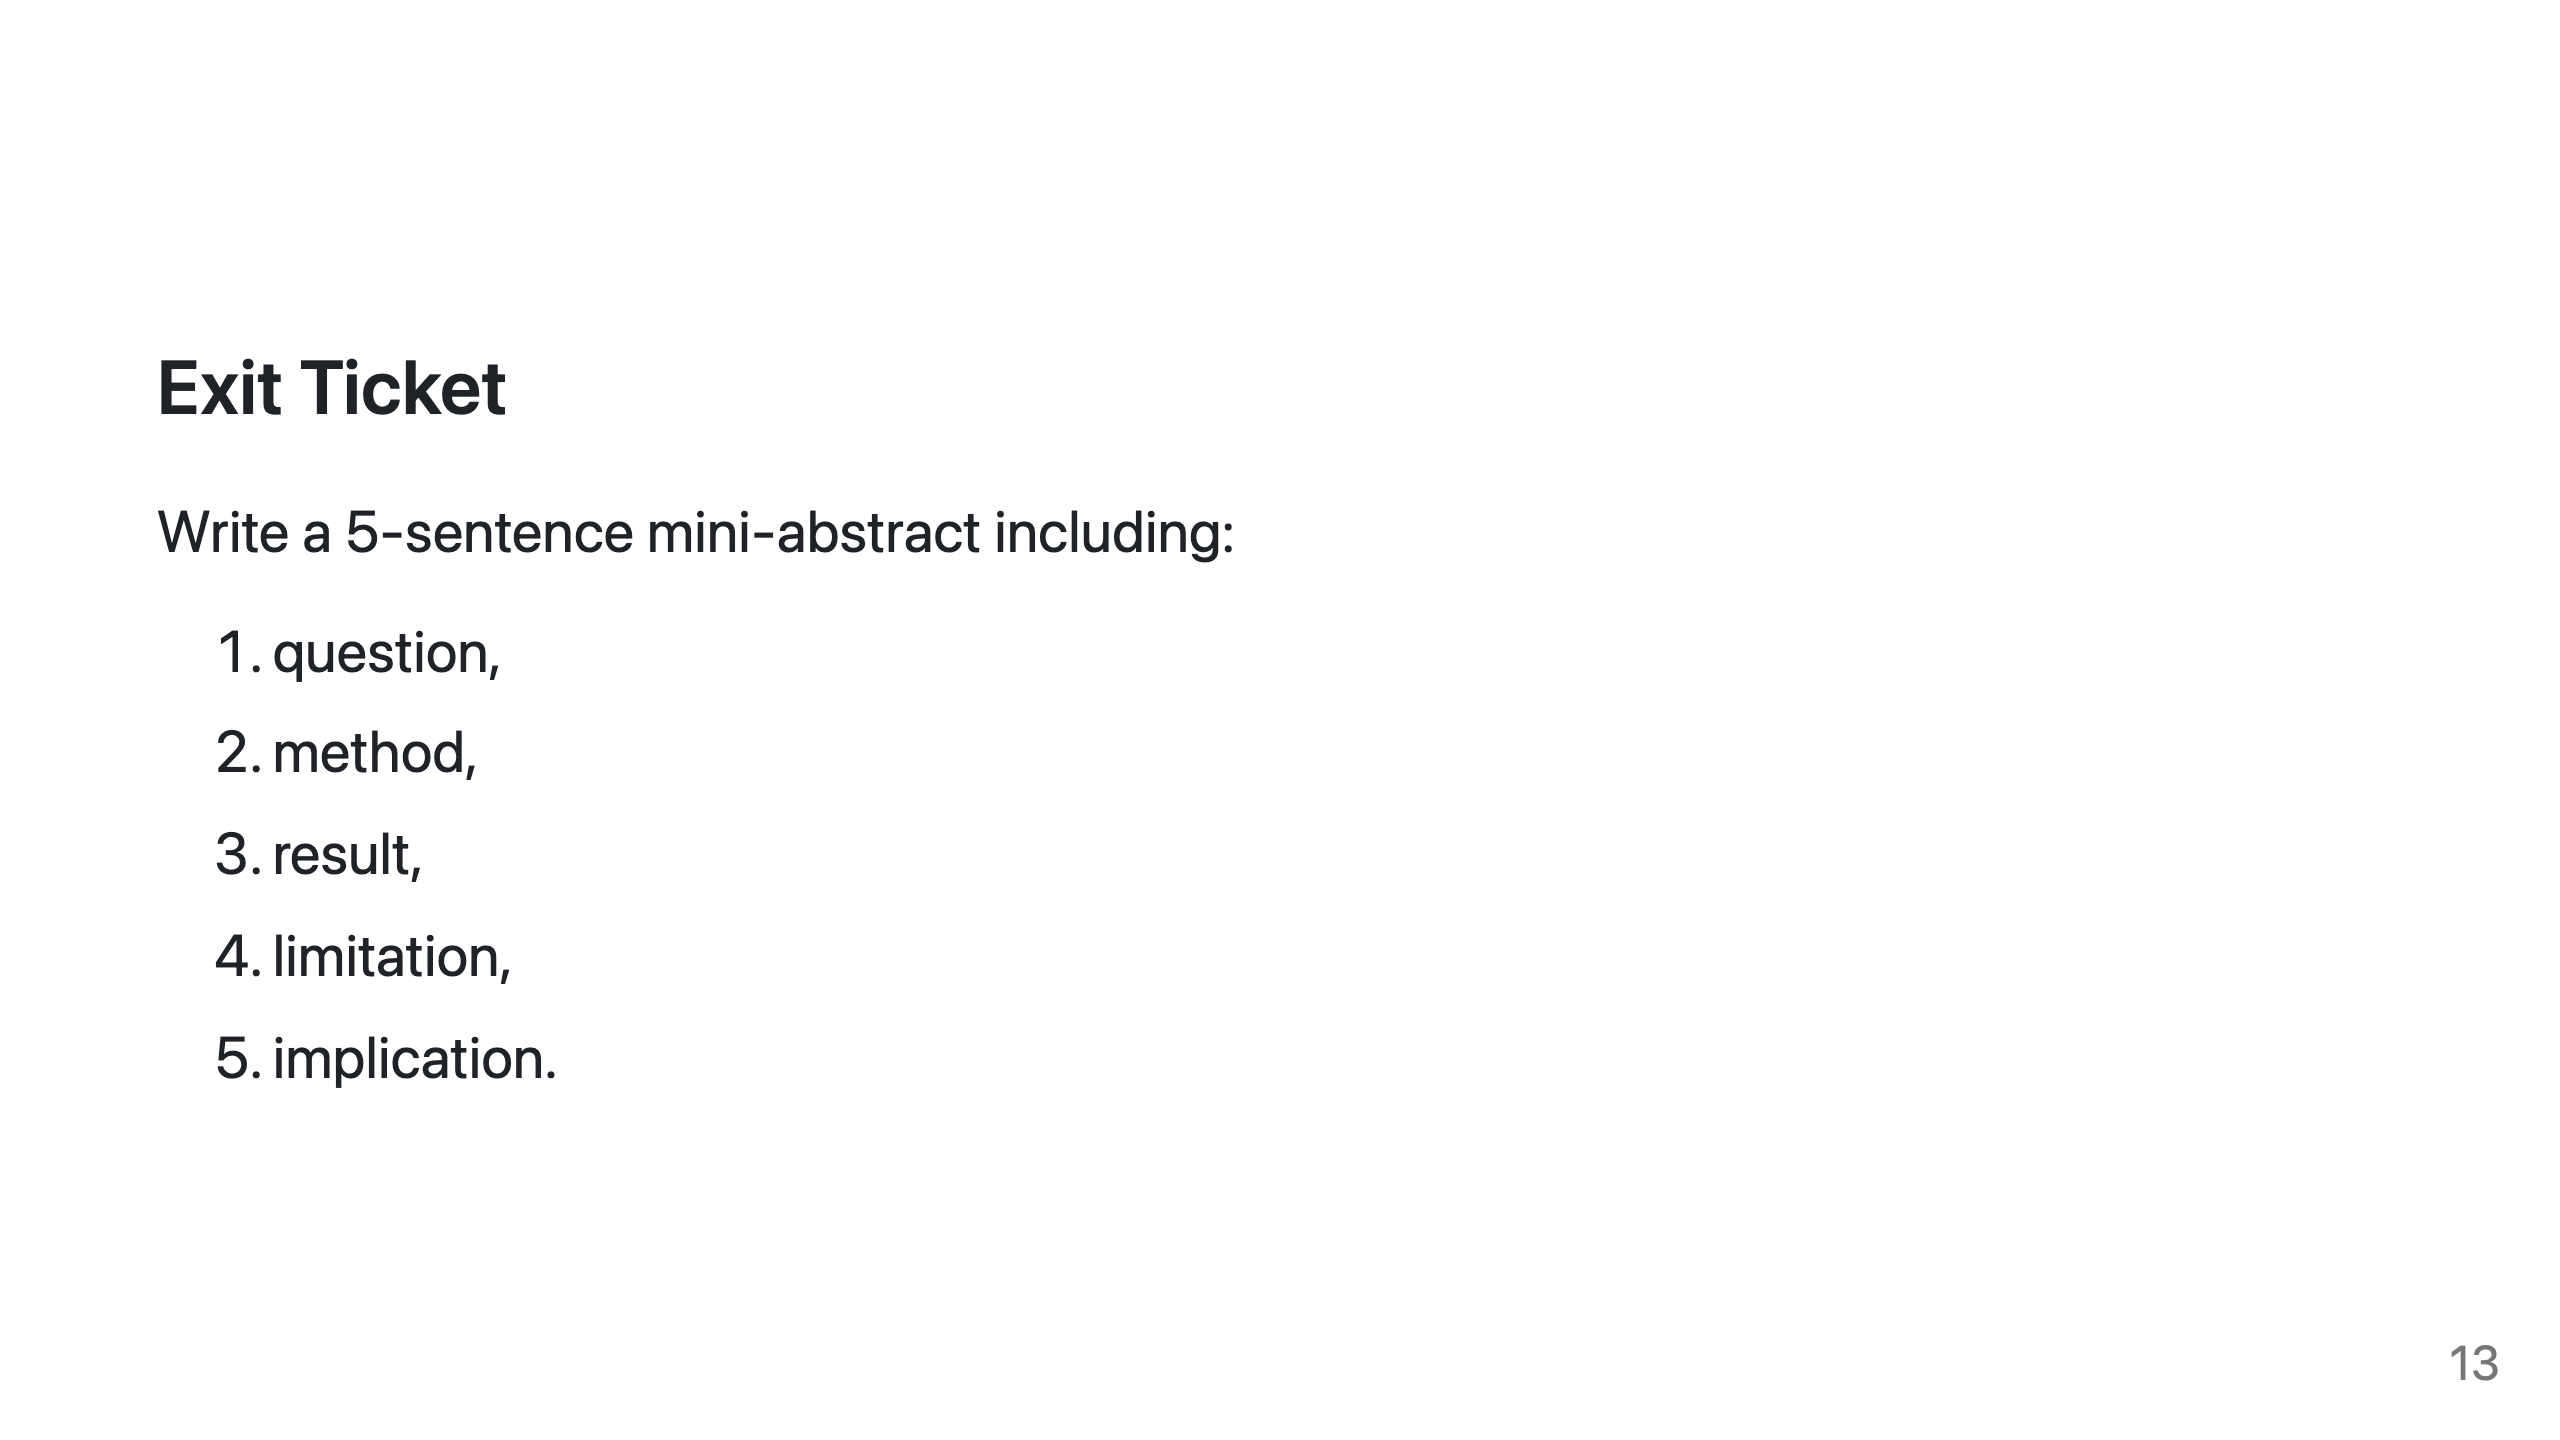 Exit Ticket
Write a 5-sentence mini-abstract including:
1. question,
2. method,
3. result,
4. limitation,
5. implication.
13